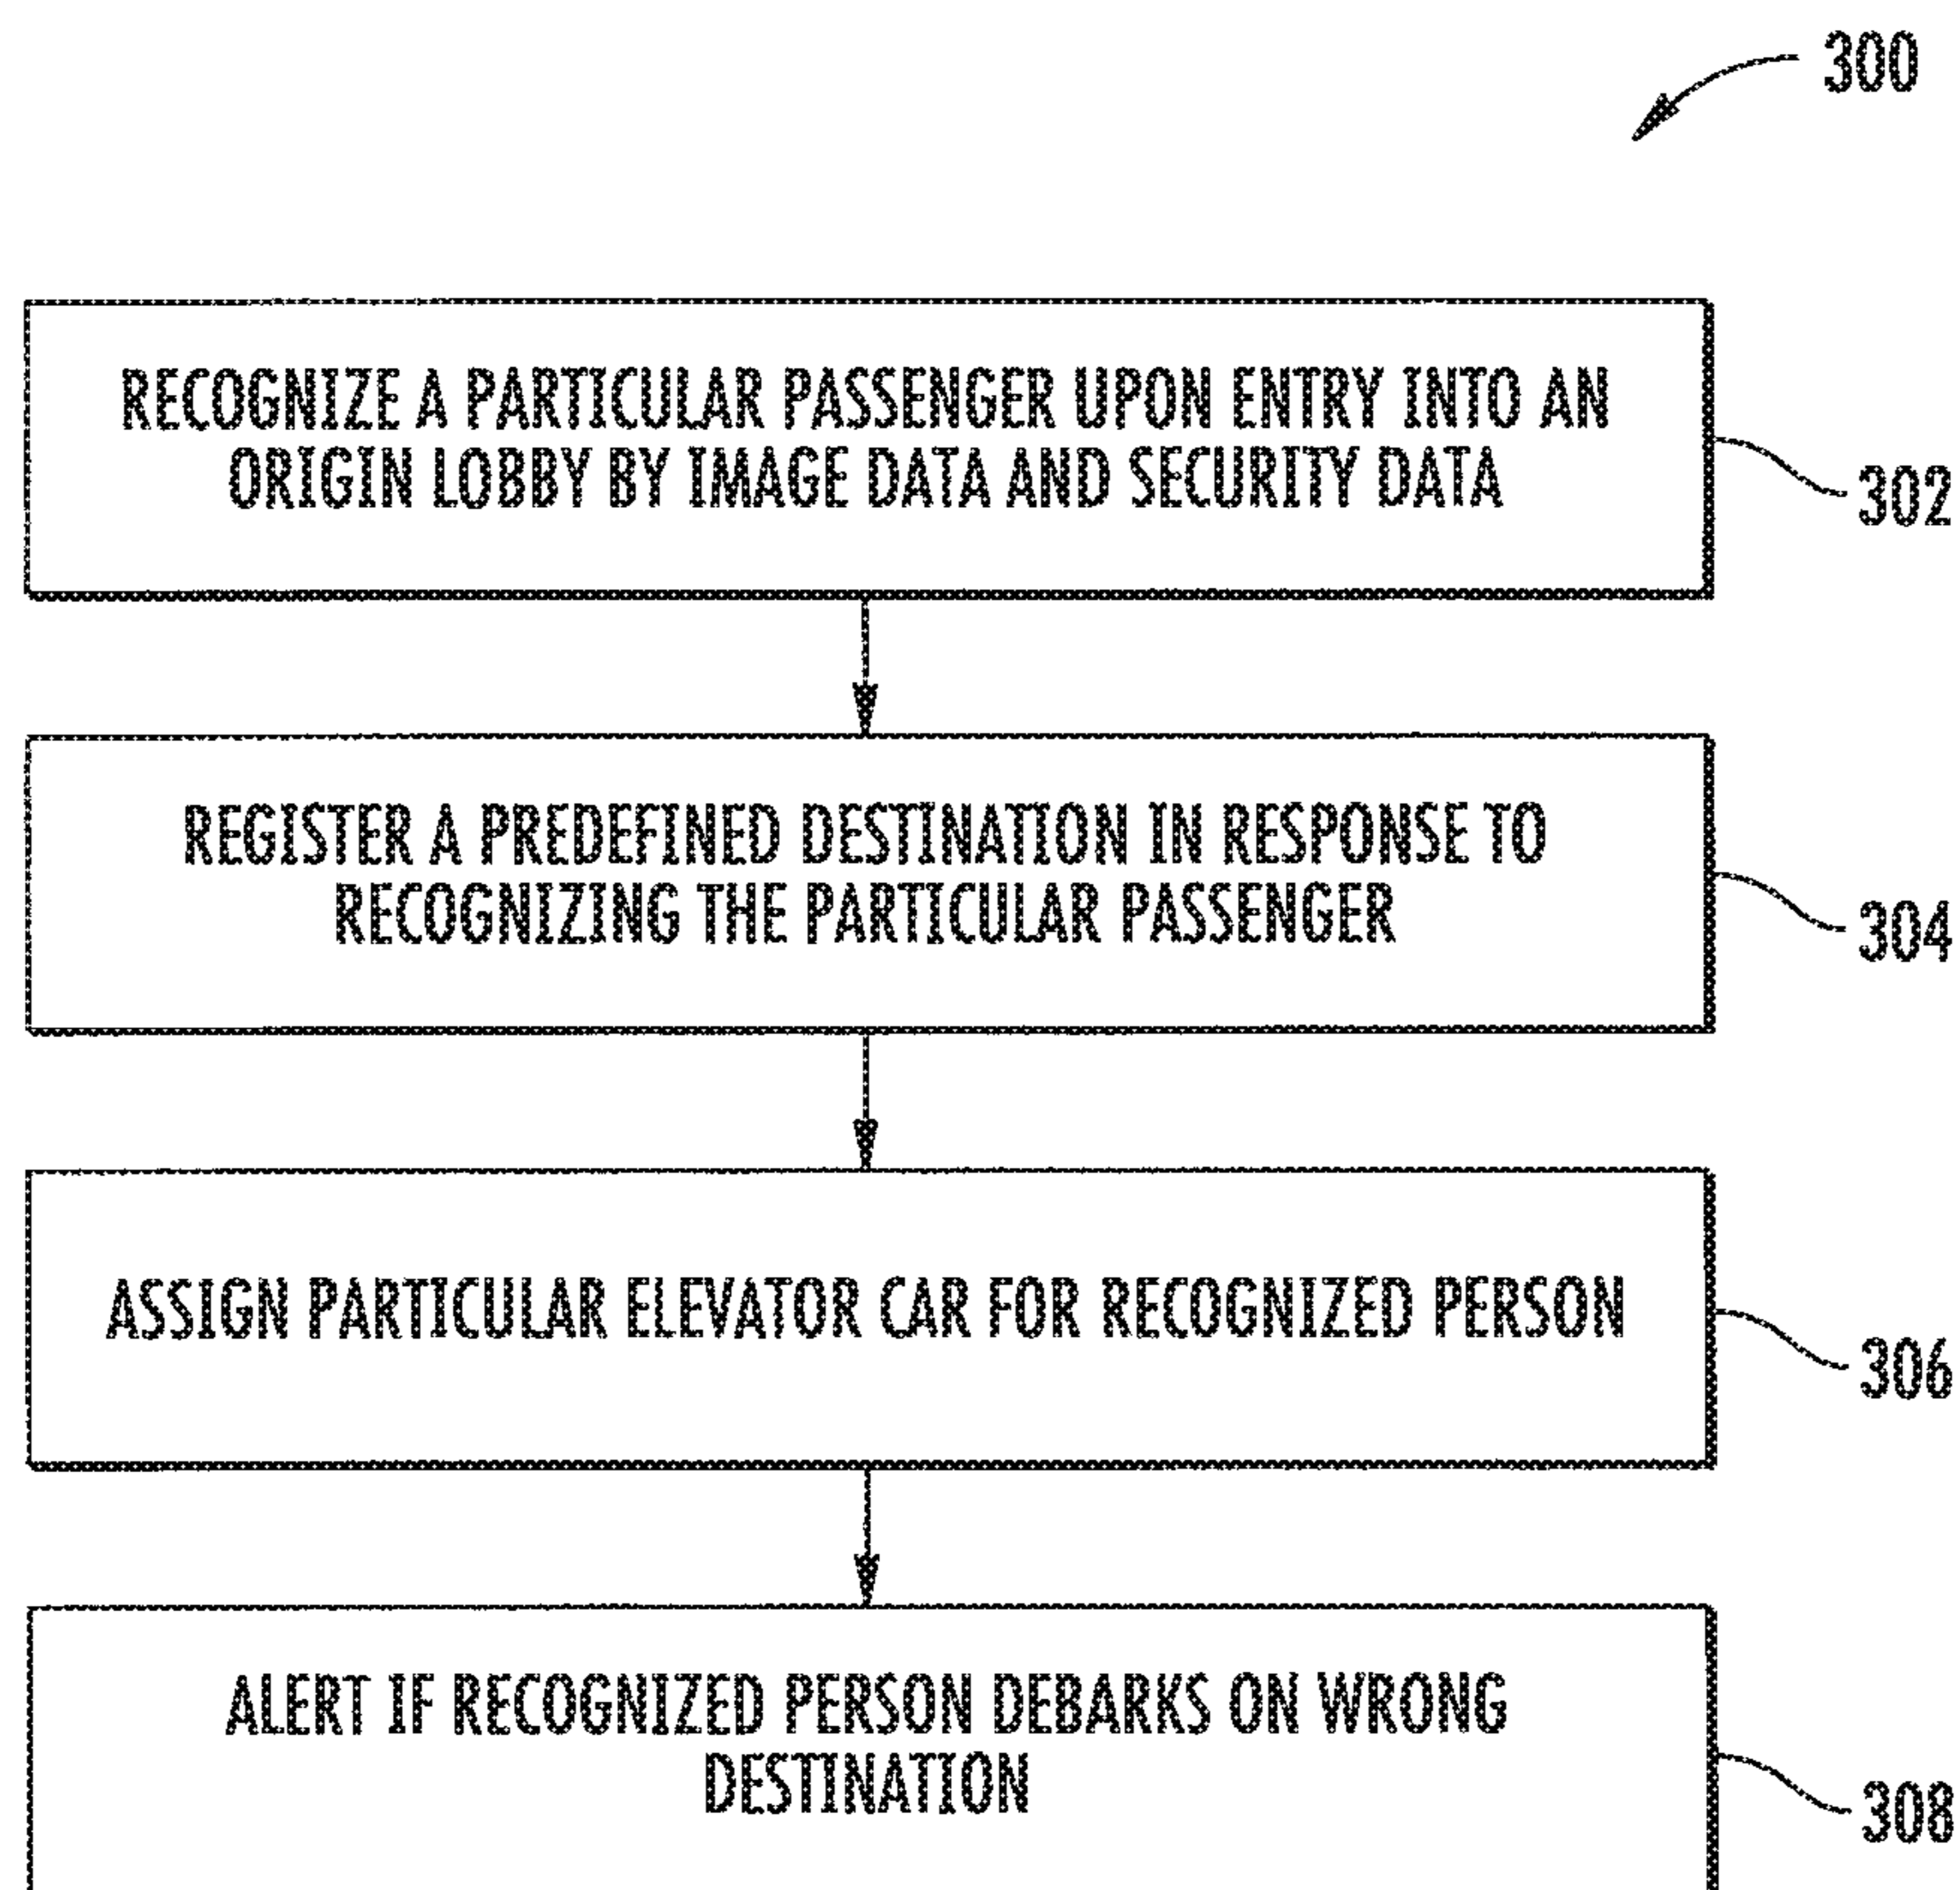 300
RECOGNIZE A PARTICULAR PASSENGER UPON ENTRY INTO AN
ORIGIN LOBBY BY IMAGE DATA AND SECURITY DATA
302
REGISTER A PREDEFINED DESTINATION IN RESPONSE TO
RECOGNIZING THE PARTICULAR PASSENGER
304
ASSIGN PARTICULAR ELEVATOR CAR FOR RECOGNIZED PERSON
306
ALERT IF RECOGNIZED PERSON DEBARKS ON WRONG
DESTINATION
308